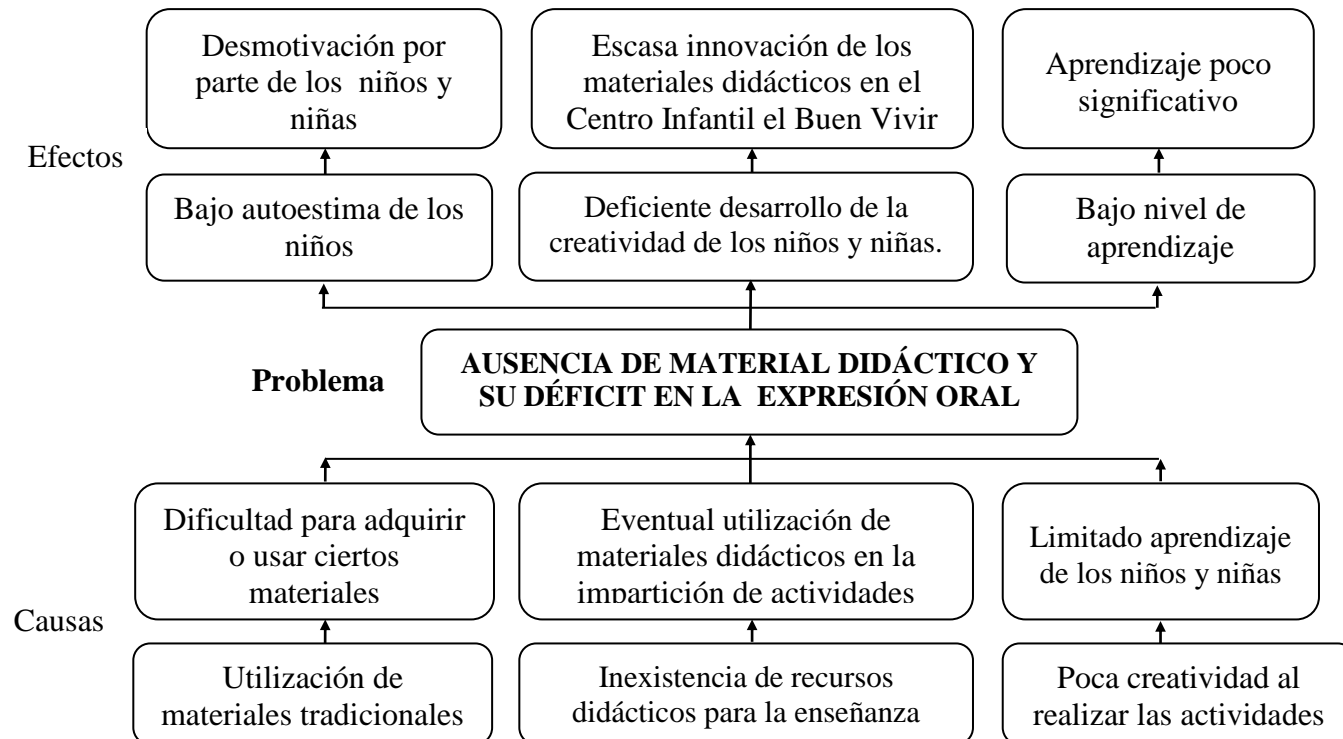 Desmotivación por
parte de los niños y
niñas
Escasa innovación de los
materiales didácticos en el
Centro Infantil el Buen Vivir
Aprendizaje poco
significativo
Efectos
Bajo autoestima de los
niños
Deficiente desarrollo de la
creatividad de los niños y niñas.
Bajo nivel de
aprendizaje
Problema
AUSENCIA DE MATERIAL DIDÁCTICO Y
SU DÉFICIT EN LA EXPRESIÓN ORAL
Dificultad para adquirir
o usar ciertos
materiales
Eventual utilización de
materiales didácticos en la
impartición de actividades
Limitado aprendizaje
de los niños y niñas
Causas
Utilización de
materiales tradicionales
Inexistencia de recursos
didácticos para la enseñanza
Poca creatividad al
realizar las actividades